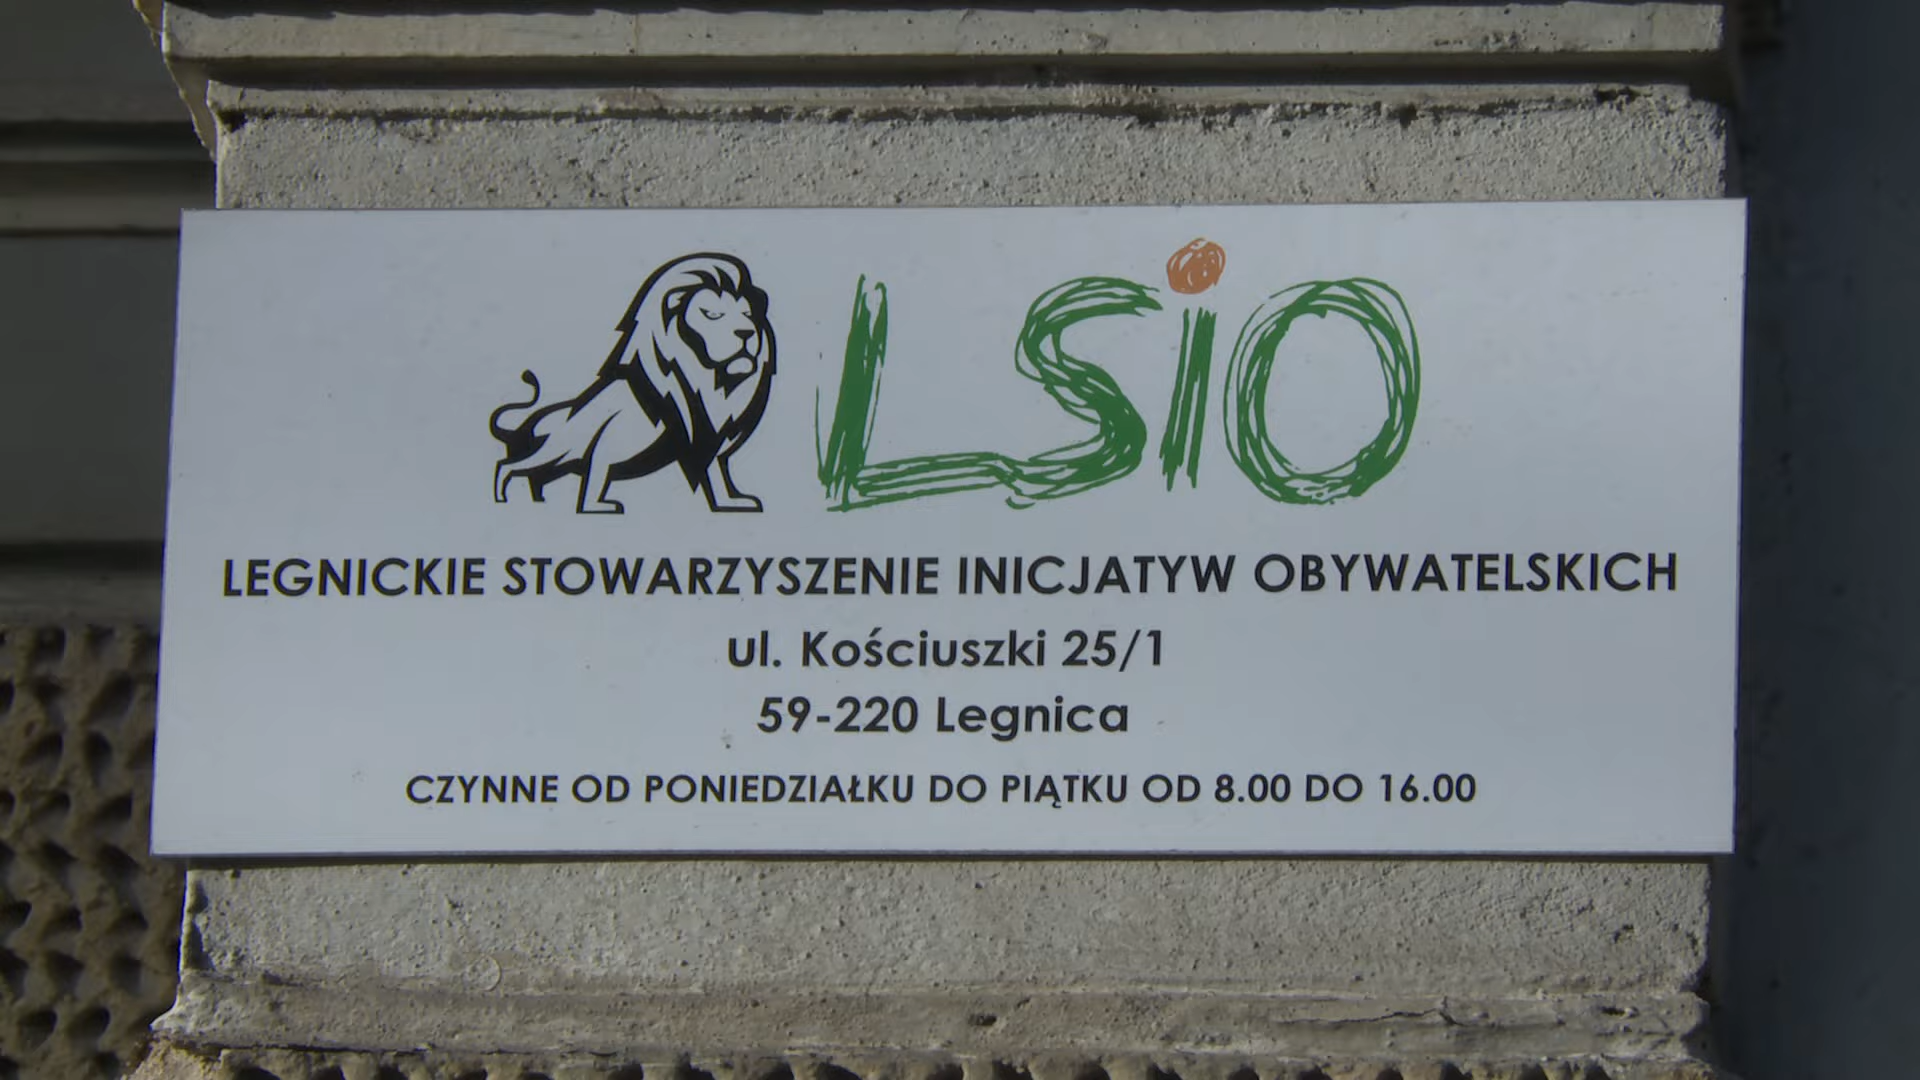 LSiO
LEGNICKIE STOWARZYSZENIE INICJATYW OBYWATELSKICH
ul. Kościuszki 25/1
59-220 Legnica
CZYNNE OD PONIEDZIAŁKU DO PIĄTKU OD 8.00 DO 16.00